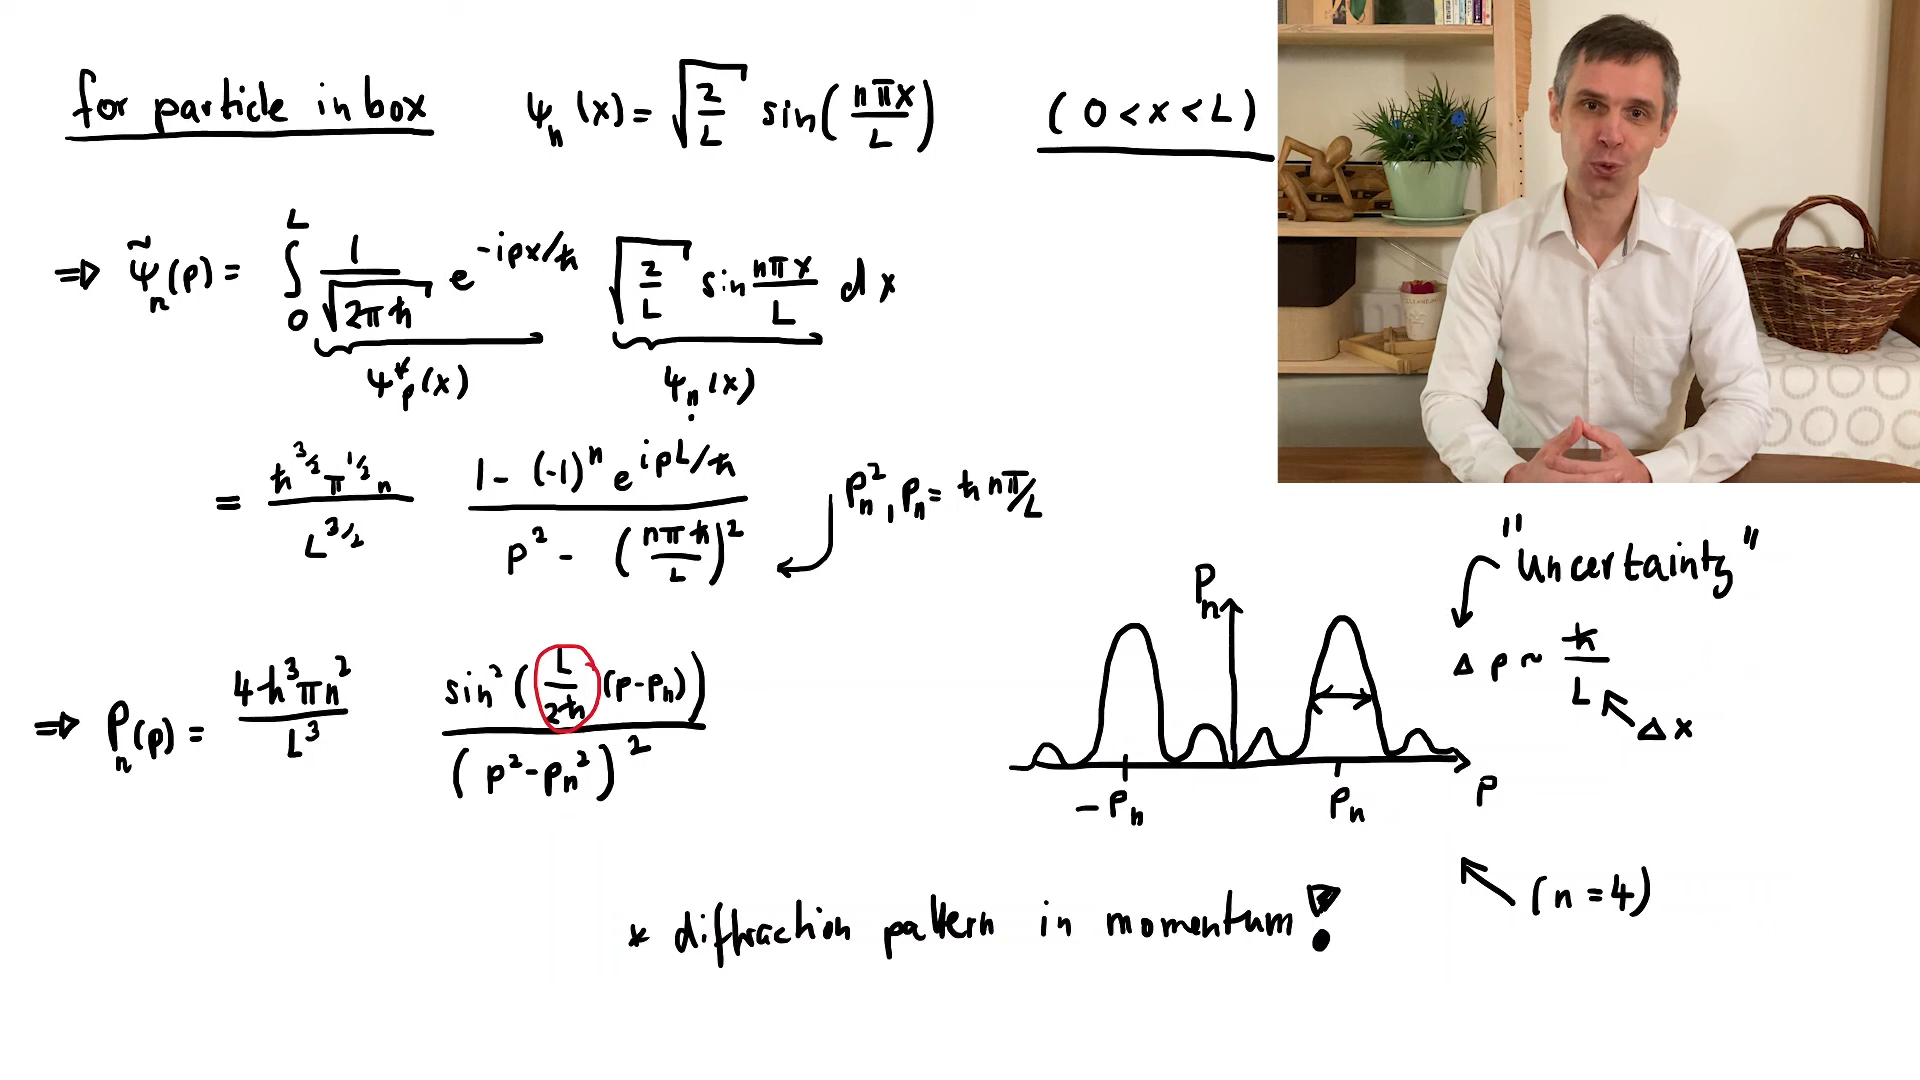 for particle in box ψₙ(x) = √(2/L) sin(nπx/L) (0 < x < L)
⇒ ψ̃ₙ(p) = ∫₀ᴸ 1/√(2πħ) e^(-ipx/ħ) √(2/L) sin nπx/L dx
ψ*ₚ(x) ψₙ(x)
= ħ^(3/2) π^(1/2) n / L^(3/2) (1 - (-1)ⁿ e^(ipL/ħ)) / (p² - (nπħ/L)²) pₙ², pₙ = ħnπ/L
"uncertainty"
Δp ~ ħ/L
Δx
⇒ Pₙ(p) = 4ħ³πn²/L³ sin²(L/2ħ (p-pₙ)) / (p²-pₙ²)²
Pₙ
-pₙ pₙ p
(n=4)
* diffraction pattern in momentum!